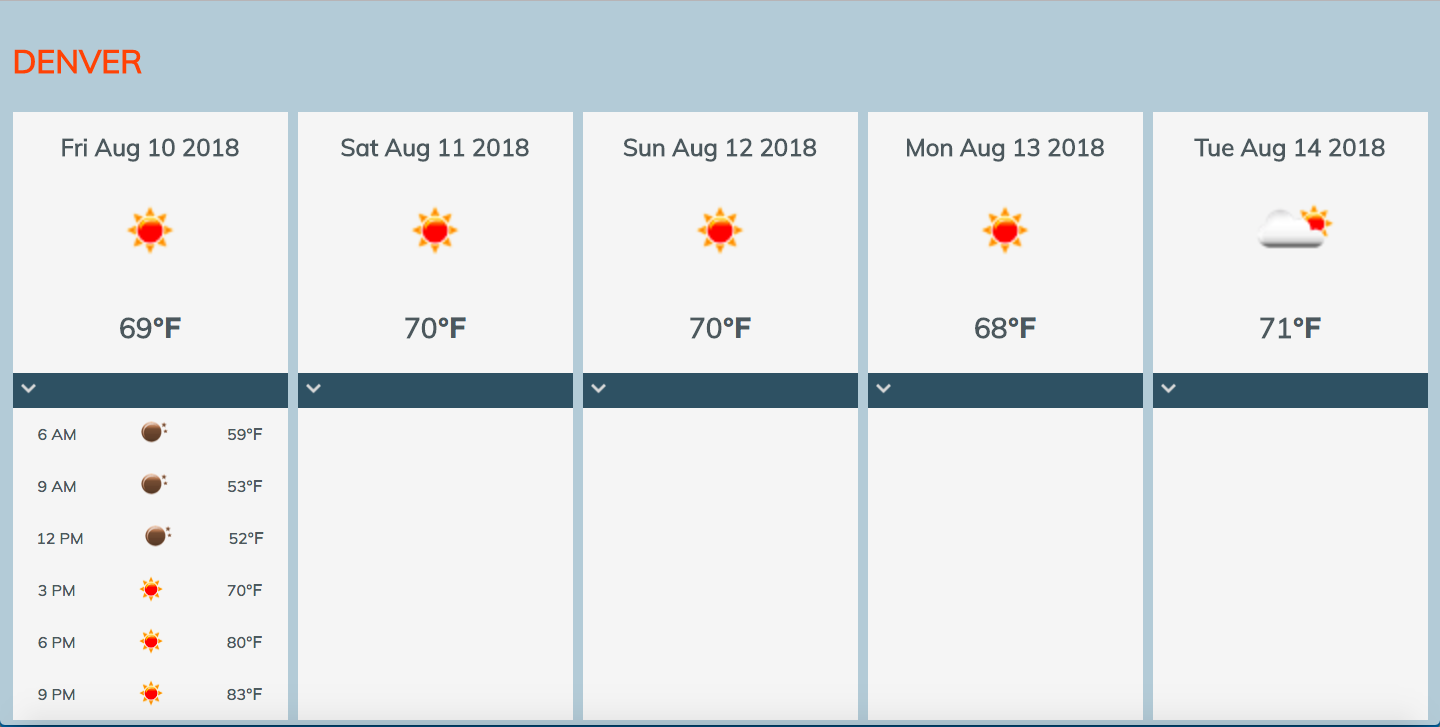 DENVER
Fri Aug 10 2018
69°F
6 AM 59°F
9 AM 53°F
12 PM 52°F
3 PM 70°F
6 PM 80°F
9 PM 83°F
Sat Aug 11 2018
70°F
Sun Aug 12 2018
70°F
Mon Aug 13 2018
68°F
Tue Aug 14 2018
71°F